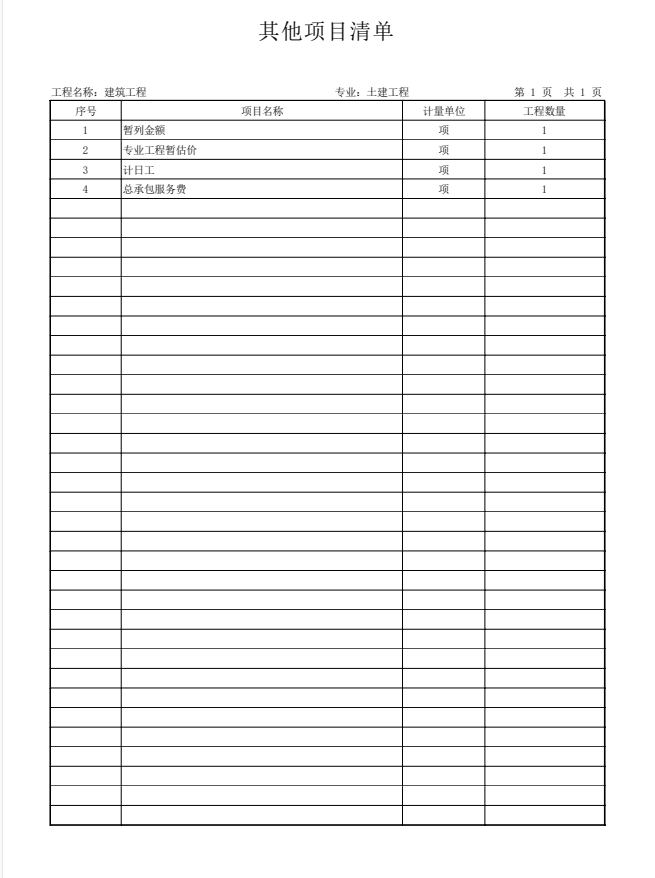 其他项目清单
工程名称：建筑工程 专业：土建工程 第 1 页 共 1 页
序号 项目名称 计量单位 工程数量
1 暂列金额 项 1
2 专业工程暂估价 项 1
3 计日工 项 1
4 总承包服务费 项 1